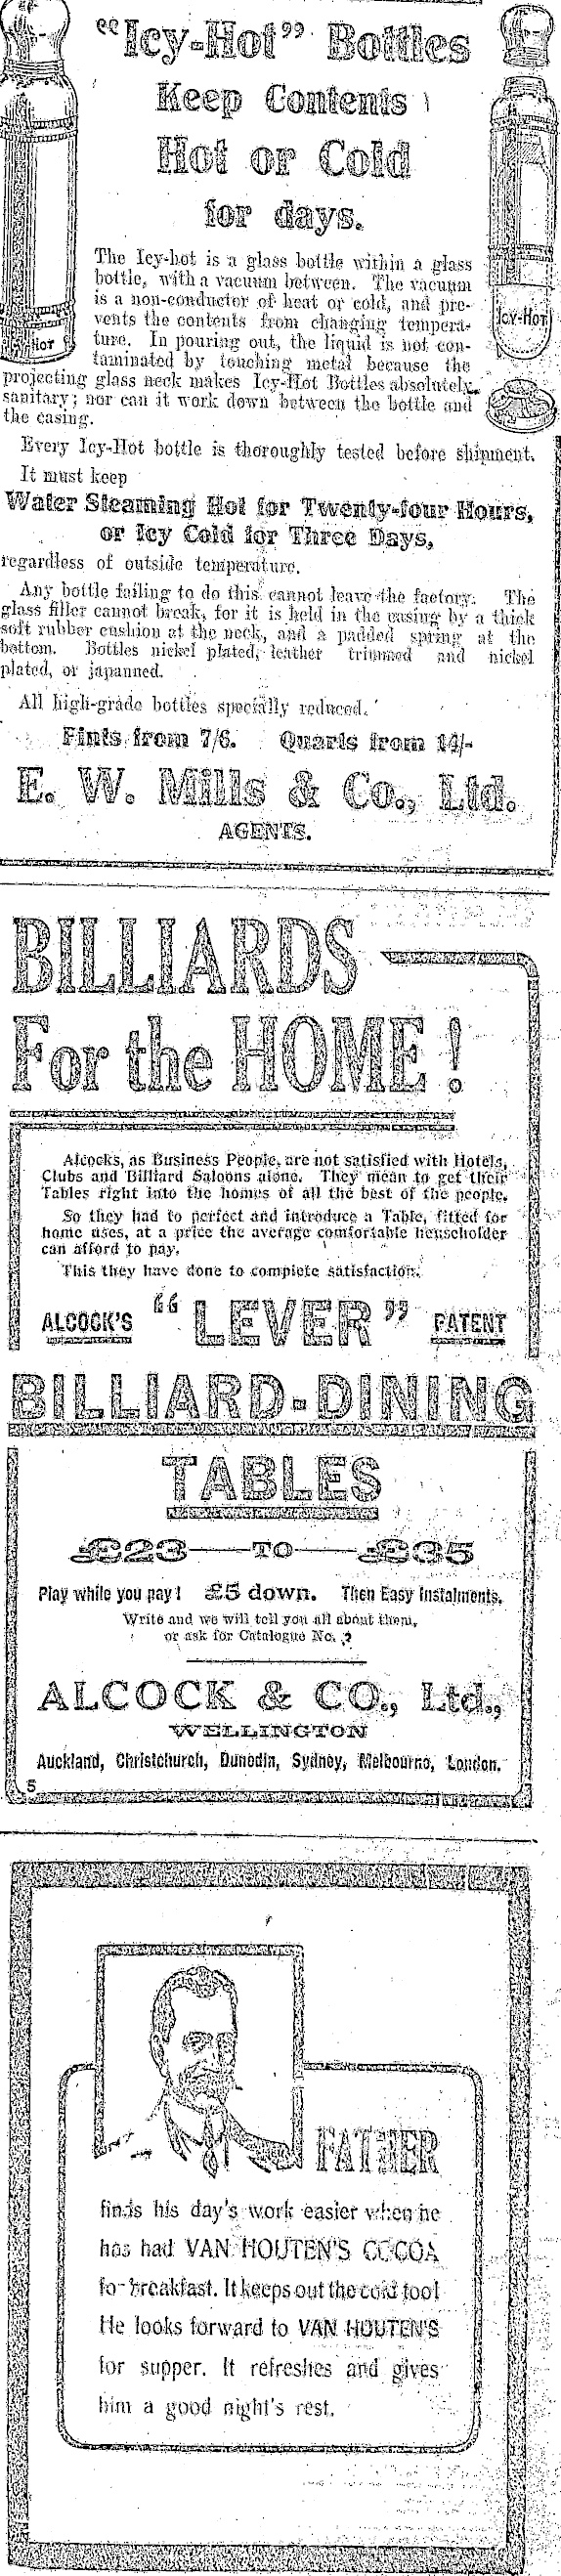 "Icy-Hot" Bottles
Keep Contents
Hot or Cold
for days.
The Icy-hot is a glass bottle within a glass
bottle, with a vacuum between. The vacuum
is a non-conductor of heat or cold, and pre-
vents the contents from changing tempera-
ture. In pouring out, the liquid is not con-
taminated by touching metal because the
projecting glass neck makes Icy-Hot Bottles absolutely
sanitary; nor can it work down between the bottle and
the casing.
Hot
ICY-HOT
Every Icy-Hot bottle is thoroughly tested before shipment.
It must keep
Water Steaming Hot for Twenty-four Hours,
or Icy Cold for Three Days,
regardless of outside temperature.
Any bottle failing to do this cannot leave the factory. The
glass filler cannot break, for it is held in the casing by a thick
soft rubber cushion at the neck, and a padded spring at the
bottom. Bottles nickel plated, leather trimmed and nickel
plated, or japanned.
All high-grade bottles specially reduced.
Pints from 7/6. Quarts from 14/-
E. W. Mills & Co., Ltd.
AGENTS.
BILLIARDS
For the HOME!
Alcocks, as Business People, are not satisfied with Hotels,
Clubs and Billiard Saloons alone. They mean to get their
Tables right into the homes of all the best of the people.
So they had to perfect and introduce a Table, fitted for
home uses, at a price the average comfortable householder
can afford to pay.
This they have done to complete satisfaction.
ALCOCK'S "LEVER" PATENT
BILLIARD-DINING
TABLES
£23 — TO — £35
Play while you pay! £5 down. Then Easy Instalments.
Write and we will tell you all about them,
or ask for Catalogue No. 2
ALCOCK & CO., Ltd.,
WELLINGTON
Auckland, Christchurch, Dunedin, Sydney, Melbourne, London.
5
FATHER
finds his day's work easier when he
has had VAN HOUTEN'S COCOA
for breakfast. It keeps out the cold too!
He looks forward to VAN HOUTEN'S
for supper. It refreshes and gives
him a good night's rest.